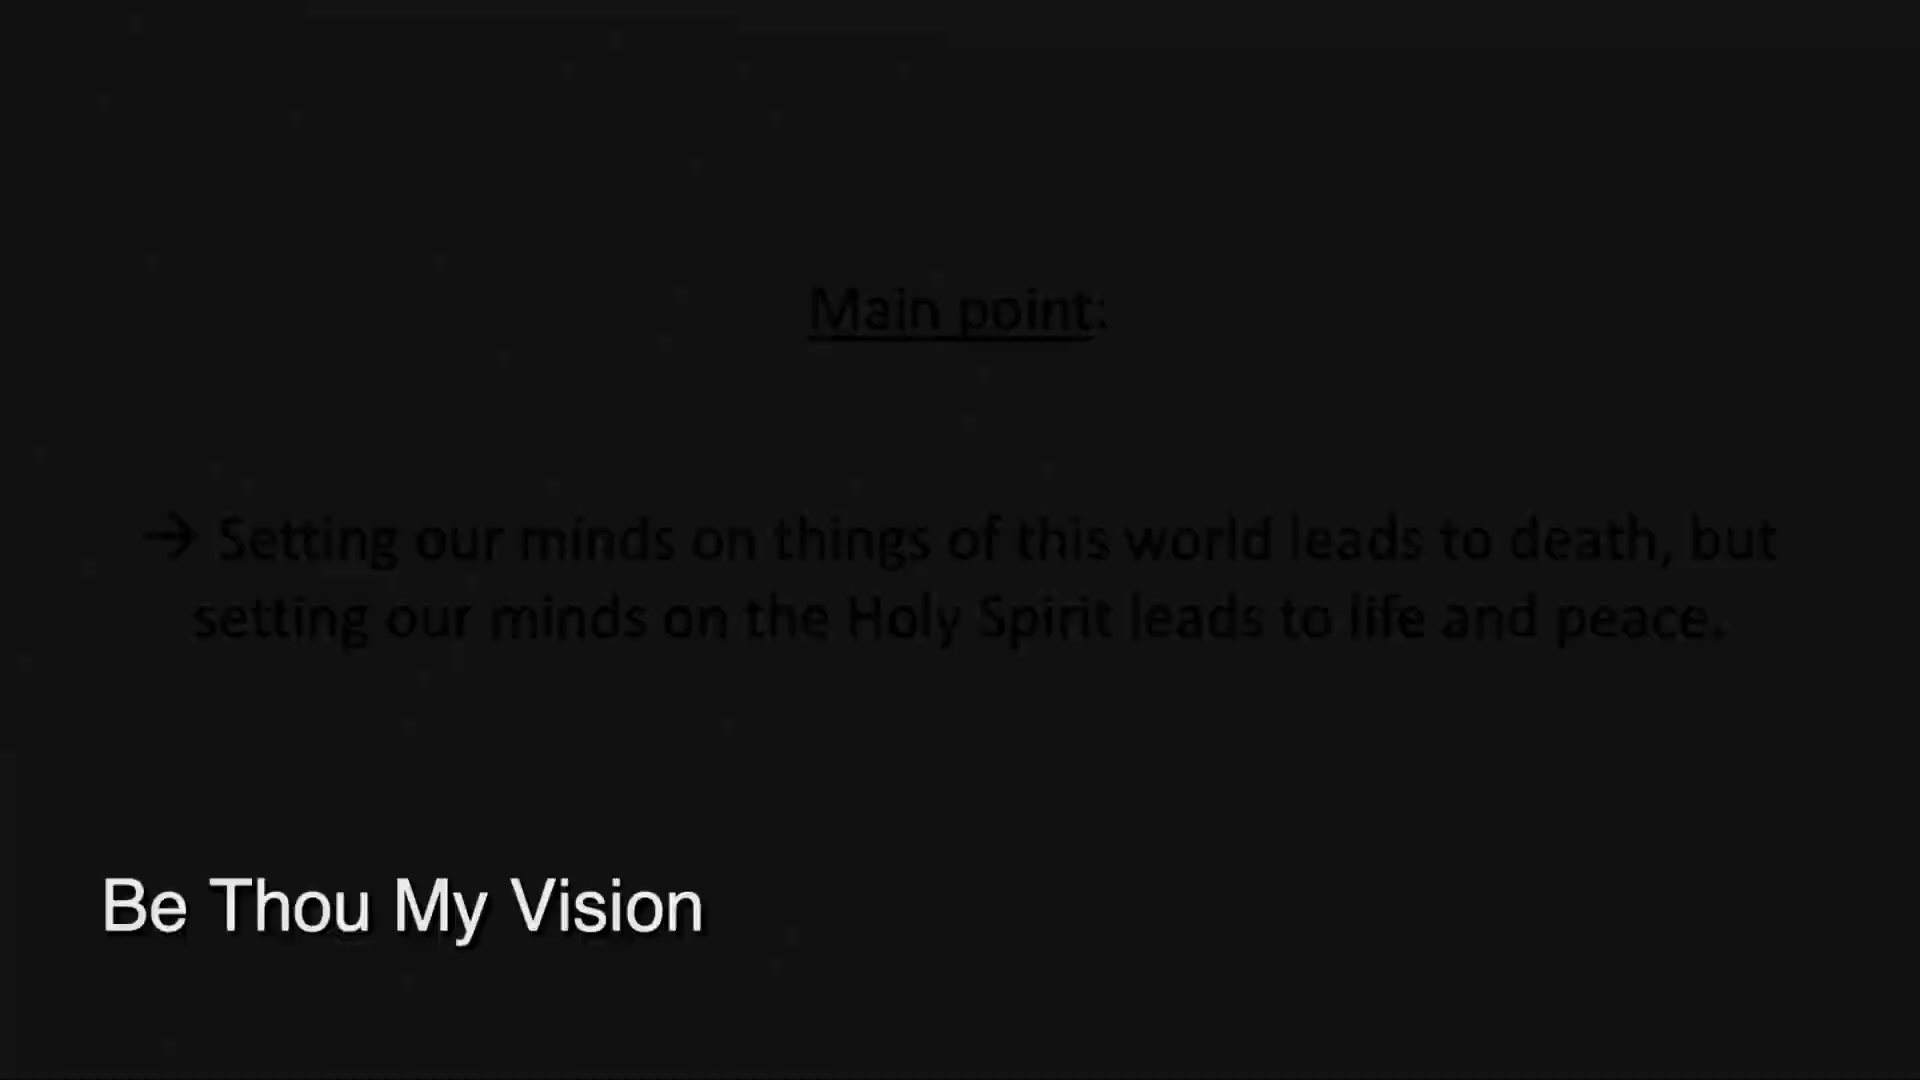 Main point:
→ Setting our minds on things of this world leads to death, but
setting our minds on the Holy Spirit leads to life and peace.
Be Thou My Vision